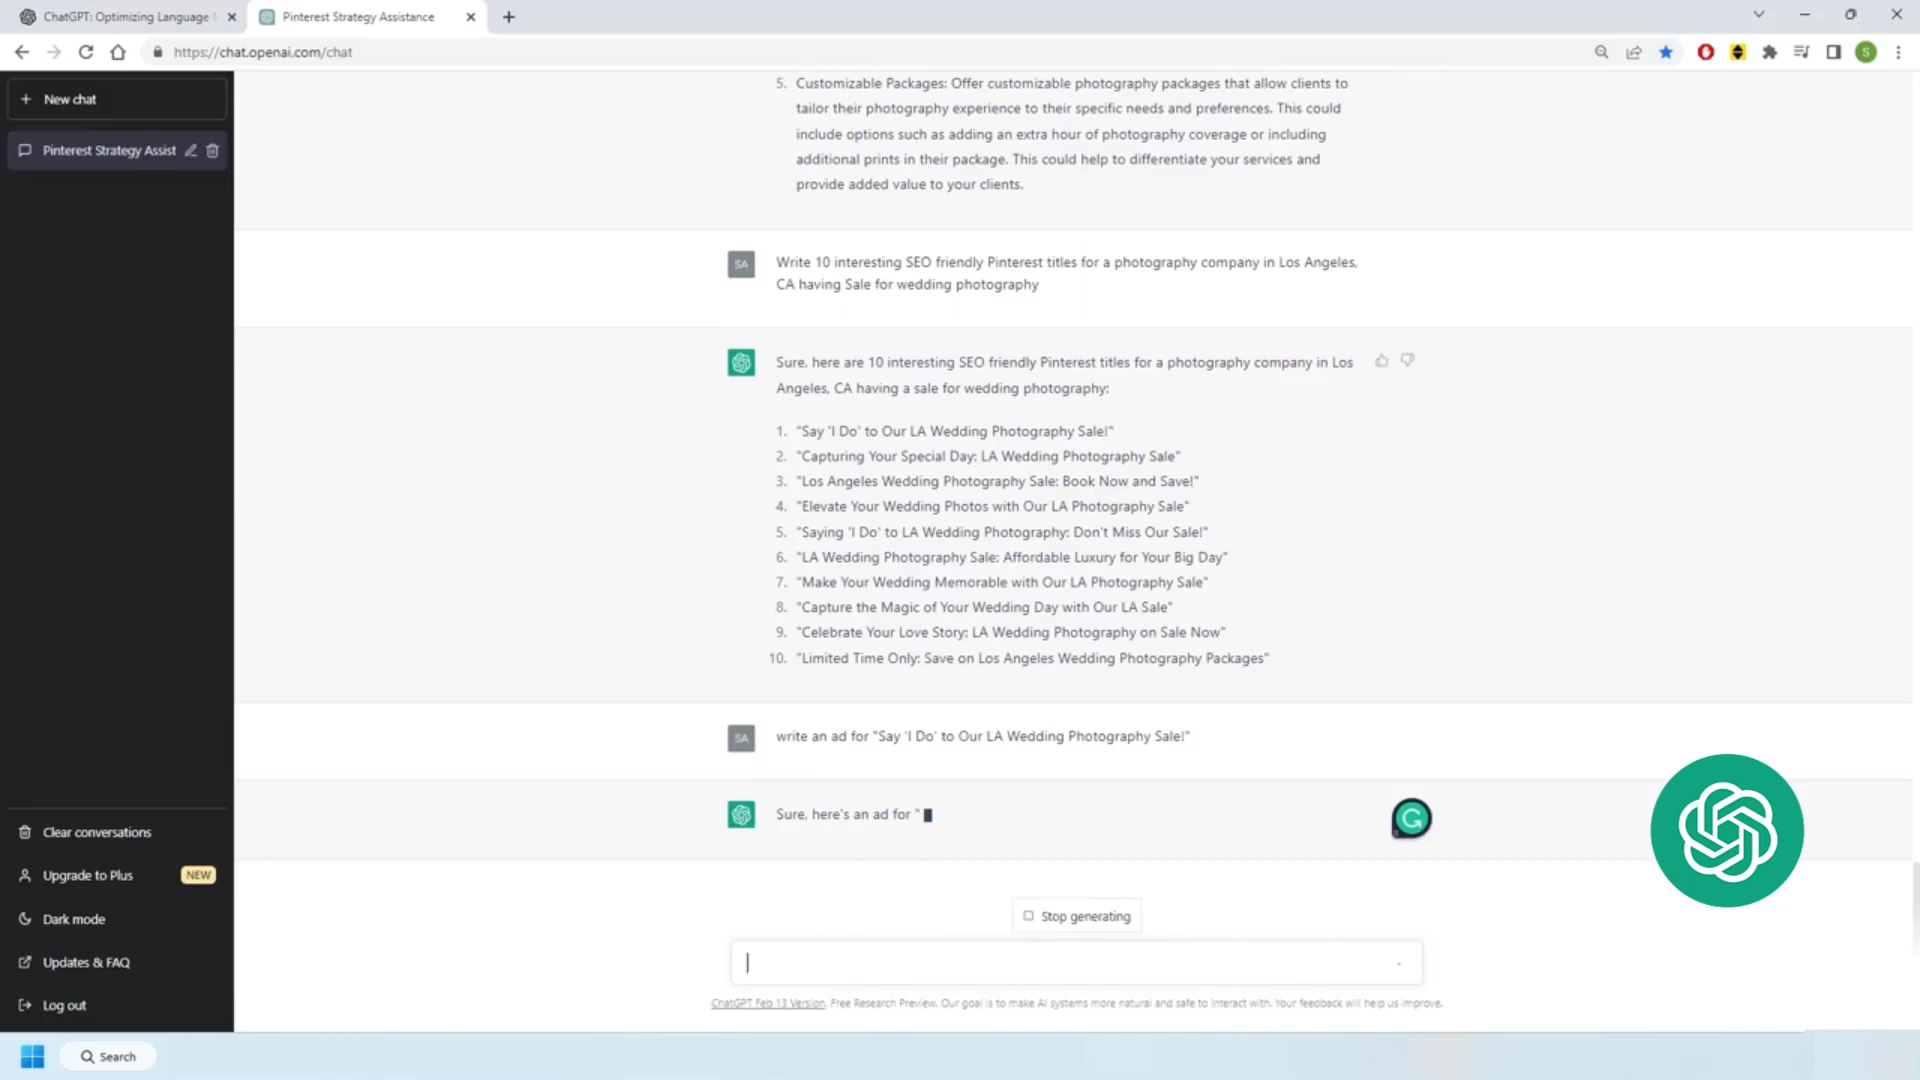 ChatGPT: Optimizing Language
Pinterest Strategy Assistance
https://chat.openai.com/chat
S
New chat
Pinterest Strategy Assist
5. Customizable Packages: Offer customizable photography packages that allow clients to
tailor their photography experience to their specific needs and preferences. This could
include options such as adding an extra hour of photography coverage or including
additional prints in their package. This could help to differentiate your services and
provide added value to your clients.
SA
Write 10 interesting SEO friendly Pinterest titles for a photography company in Los Angeles,
CA having Sale for wedding photography
Sure, here are 10 interesting SEO friendly Pinterest titles for a photography company in Los
Angeles, CA having a sale for wedding photography:
1. "Say 'I Do' to Our LA Wedding Photography Sale!"
2. "Capturing Your Special Day: LA Wedding Photography Sale"
3. "Los Angeles Wedding Photography Sale: Book Now and Save!"
4. "Elevate Your Wedding Photos with Our LA Photography Sale"
5. "Saying 'I Do' to LA Wedding Photography: Don't Miss Our Sale!"
6. "LA Wedding Photography Sale: Affordable Luxury for Your Big Day"
7. "Make Your Wedding Memorable with Our LA Photography Sale"
8. "Capture the Magic of Your Wedding Day with Our LA Sale"
9. "Celebrate Your Love Story: LA Wedding Photography on Sale Now"
10. "Limited Time Only: Save on Los Angeles Wedding Photography Packages"
SA
write an ad for "Say 'I Do' to Our LA Wedding Photography Sale!"
Sure, here's an ad for "
Clear conversations
Upgrade to Plus NEW
Dark mode
Updates & FAQ
Log out
Stop generating
ChatGPT Feb 13 Version. Free Research Preview. Our goal is to make AI systems more natural and safe to interact with. Your feedback will help us improve.
Search